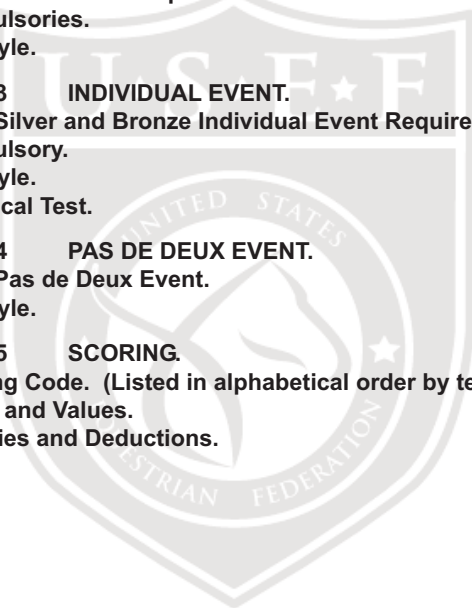 ulsories.
yle.
3 INDIVIDUAL EVENT.
Silver and Bronze Individual Event Require
ulsory.
yle.
ical Test.
4 PAS DE DEUX EVENT.
Pas de Deux Event.
yle.
5 SCORING.
ng Code. (Listed in alphabetical order by te
and Values.
ies and Deductions.
U.S.E.F
UNITED STATES
EQUESTRIAN FEDERATION